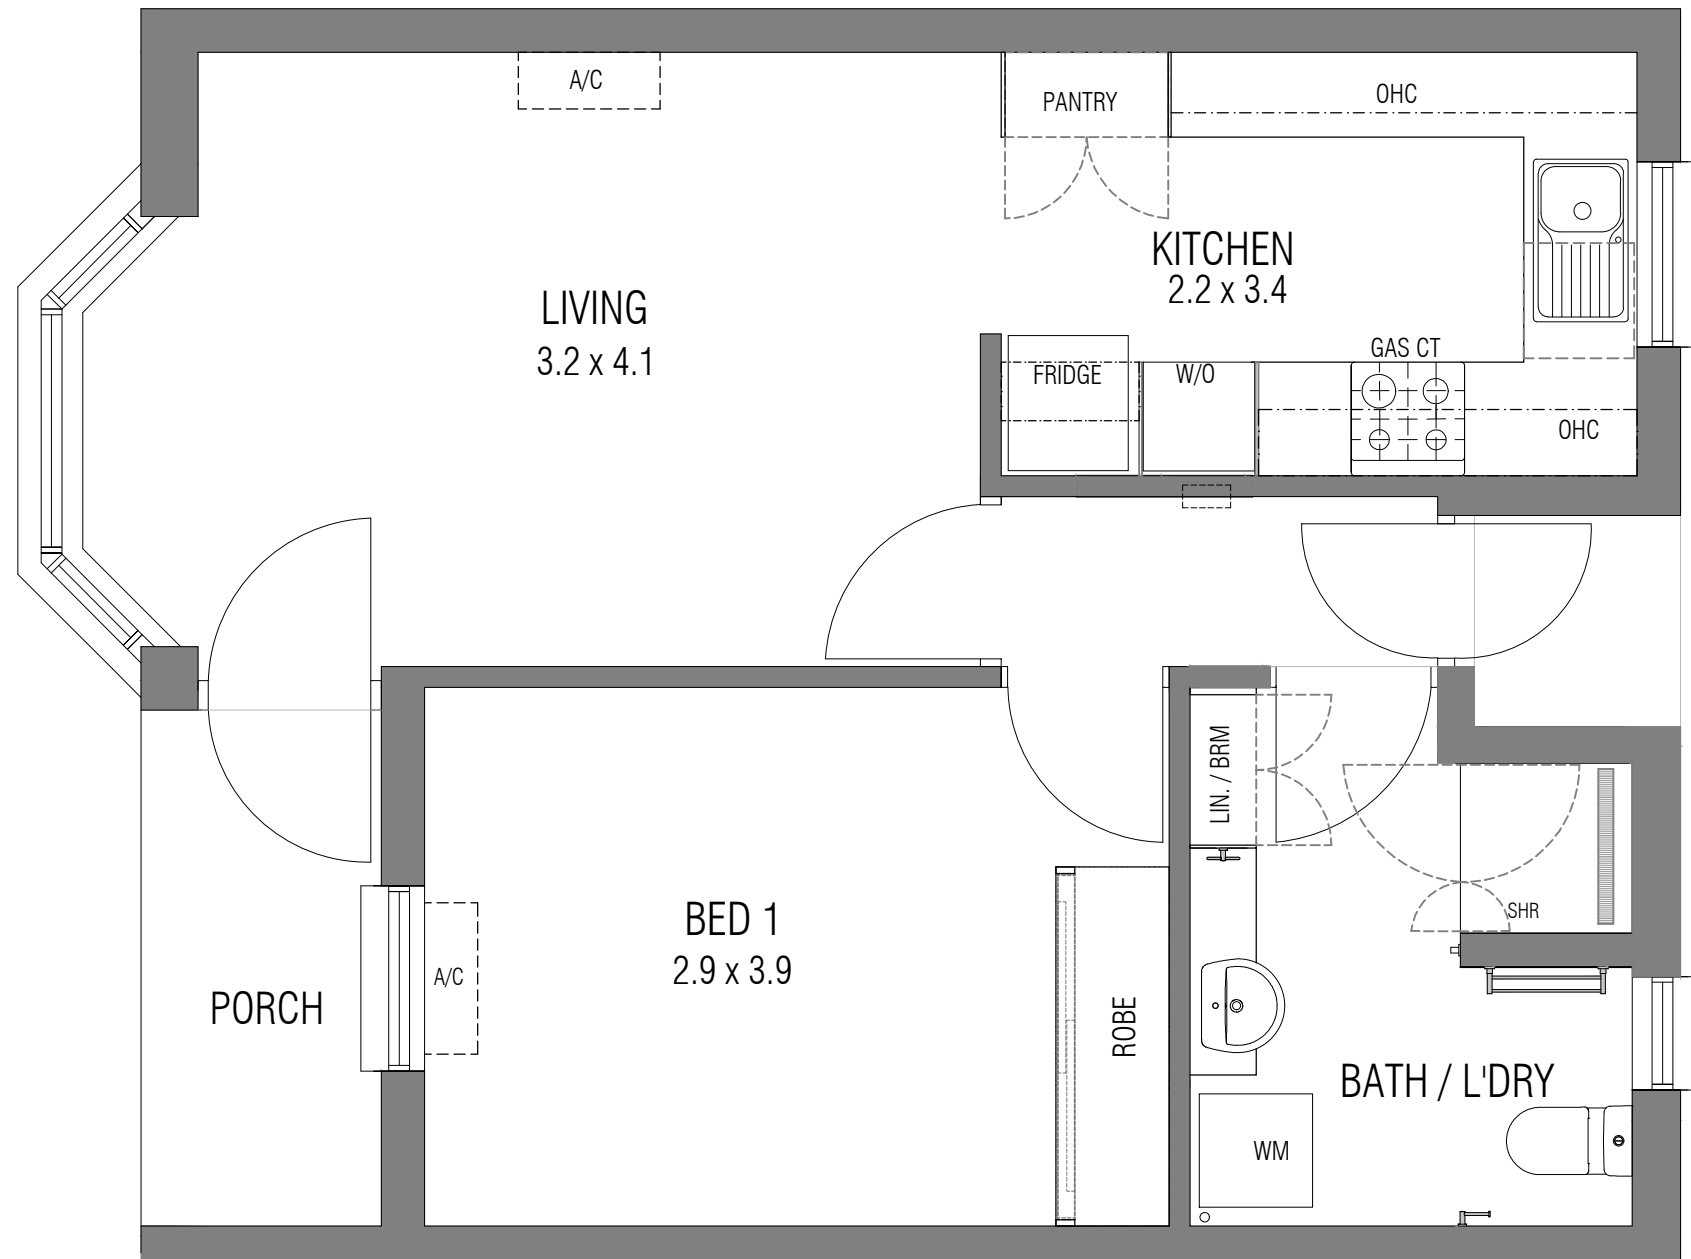 A/C
PANTRY
OHC
KITCHEN
2.2 x 3.4
LIVING
3.2 x 4.1
GAS CT
FRIDGE
W/O
OHC
LIN. / BRM
SHR
BED 1
2.9 x 3.9
A/C
PORCH
ROBE
BATH / L'DRY
WM